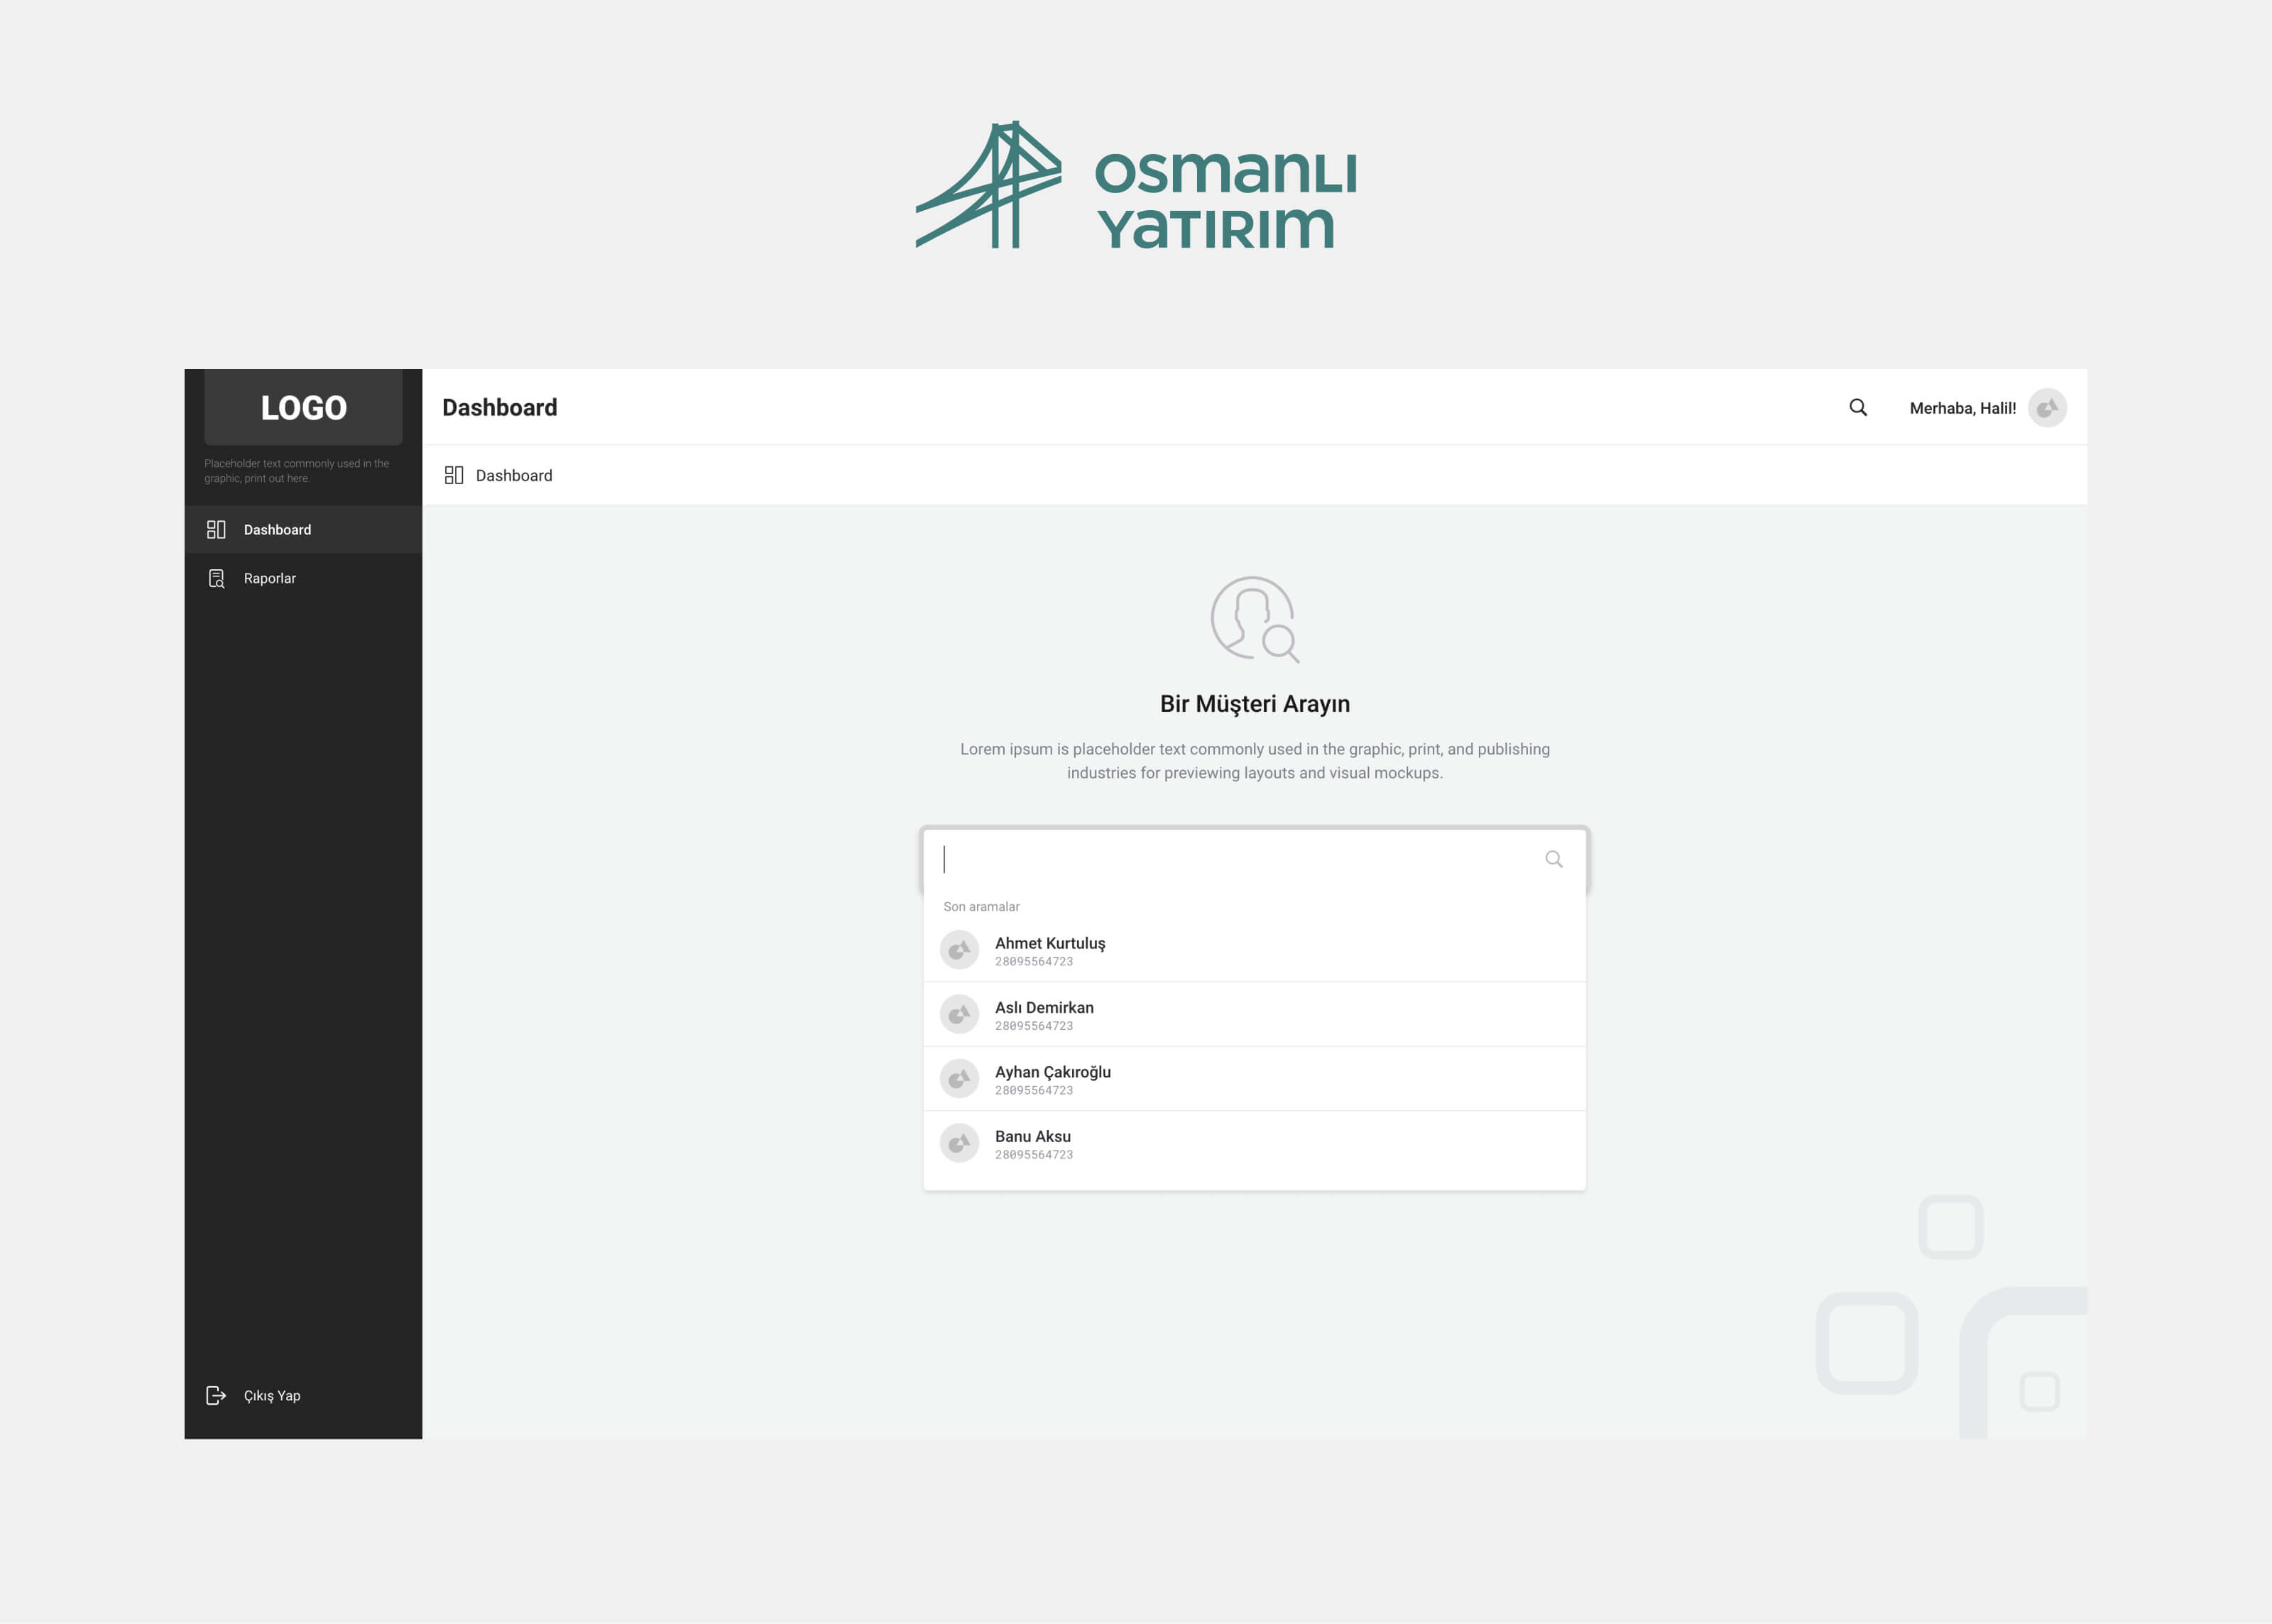 osmanLI
YaTIRIm
LOGO
Placeholder text commonly used in the
graphic, print out here.
Dashboard
Raporlar
Çıkış Yap
Dashboard
Merhaba, Halil!
Dashboard
Bir Müşteri Arayın
Lorem ipsum is placeholder text commonly used in the graphic, print, and publishing
industries for previewing layouts and visual mockups.
Son aramalar
Ahmet Kurtuluş
28095564723
Aslı Demirkan
28095564723
Ayhan Çakıroğlu
28095564723
Banu Aksu
28095564723